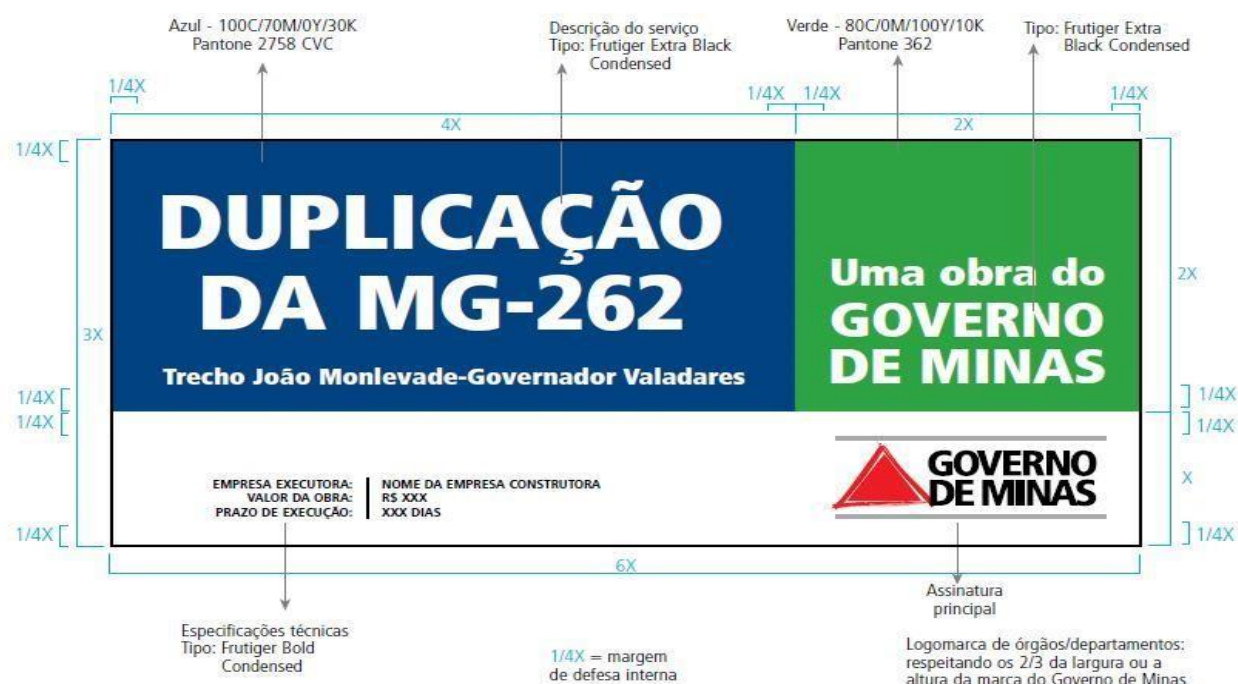 Azul - 100C/70M/0Y/30K
Pantone 2758 CVC
Descrição do serviço
Tipo: Frutiger Extra Black
Condensed
Verde - 80C/0M/100Y/10K
Pantone 362
Tipo: Frutiger Extra
Black Condensed
1/4X
1/4X
1/4X
1/4X
4X
2X
1/4X
DUPLICAÇÃO
DA MG-262
Trecho João Monlevade-Governador Valadares
Uma obra do
GOVERNO
DE MINAS
2X
3X
1/4X
1/4X
1/4X
1/4X
EMPRESA EXECUTORA: NOME DA EMPRESA CONSTRUTORA
VALOR DA OBRA: R$ XXX
PRAZO DE EXECUÇÃO: XXX DIAS
GOVERNO
DE MINAS
X
1/4X
1/4X
6X
Assinatura
principal
Especificações técnicas
Tipo: Frutiger Bold
Condensed
1/4X = margem
de defesa interna
Logomarca de órgãos/departamentos:
respeitando os 2/3 da largura ou a
altura da marca do Governo de Minas